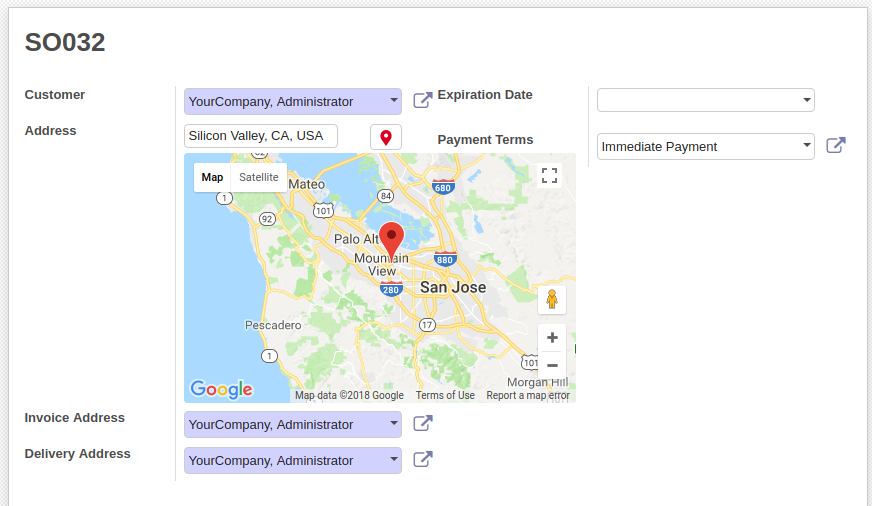 SO032
Customer
YourCompany, Administrator
Expiration Date
Address
Silicon Valley, CA, USA
Payment Terms
Immediate Payment
Map
Satellite
Mateo
680
1
84
101
92
Palo Alt
Mountain
View
880
280
San Jose
Pescadero
17
1
101
Morgan Hill
Google
Map data ©2018 Google
Terms of Use
Report a map error
Invoice Address
YourCompany, Administrator
Delivery Address
YourCompany, Administrator